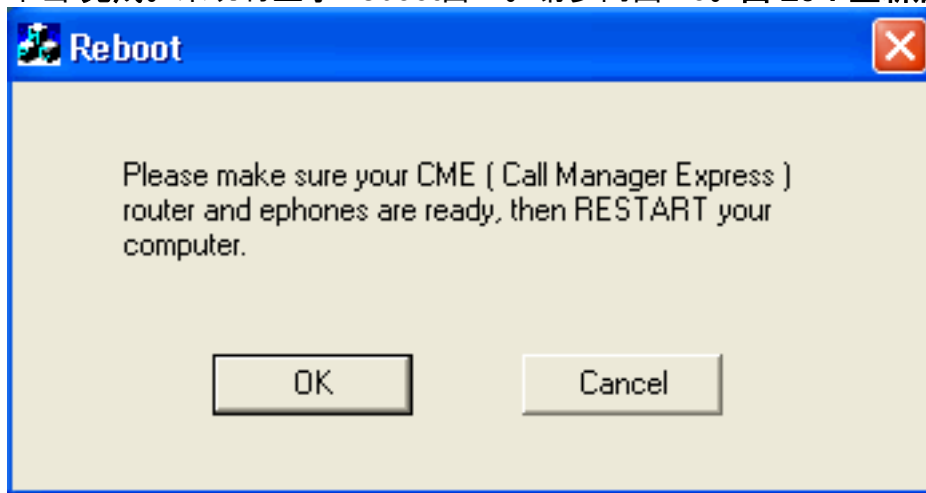 Reboot
Please make sure your CME ( Call Manager Express )
router and ephones are ready, then RESTART your
computer.
OK
Cancel